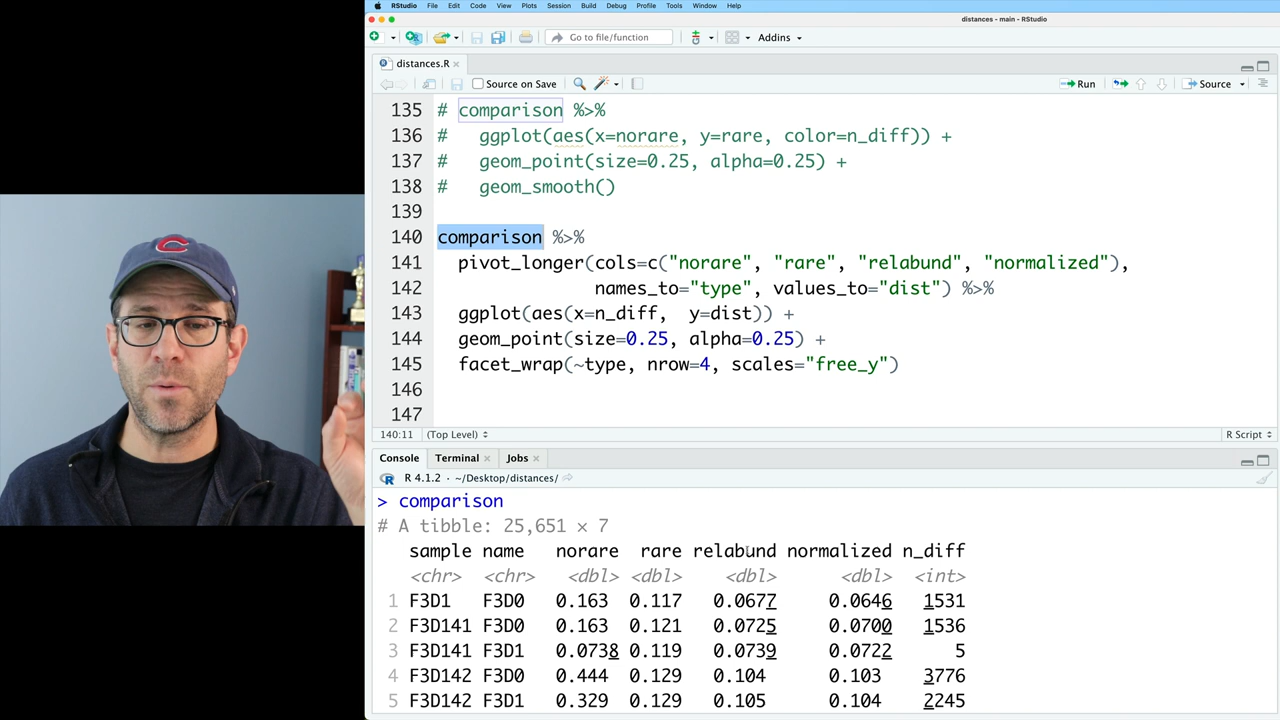 RStudio File Edit Code View Plots Session Build Debug Profile Tools Window Help
distances - main - RStudio
Go to file/function Addins
distances.R
Source on Save Run Source
135 # comparison %>%
136 #   ggplot(aes(x=norare, y=rare, color=n_diff)) +
137 #   geom_point(size=0.25, alpha=0.25) +
138 #   geom_smooth()
139
140 comparison %>%
141   pivot_longer(cols=c("norare", "rare", "relabund", "normalized"),
142                names_to="type", values_to="dist") %>%
143   ggplot(aes(x=n_diff,  y=dist)) +
144   geom_point(size=0.25, alpha=0.25) +
145   facet_wrap(~type, nrow=4, scales="free_y")
146
147
140:11 (Top Level) R Script
Console Terminal Jobs
R 4.1.2 · ~/Desktop/distances/
> comparison
# A tibble: 25,651 × 7
sample name norare rare relabund normalized n_diff
<chr> <chr> <dbl> <dbl> <dbl> <dbl> <int>
1 F3D1 F3D0 0.163 0.117 0.0677 0.0646 1531
2 F3D141 F3D0 0.163 0.121 0.0725 0.0700 1536
3 F3D141 F3D1 0.0738 0.119 0.0739 0.0722 5
4 F3D142 F3D0 0.444 0.129 0.104 0.103 3776
5 F3D142 F3D1 0.329 0.129 0.105 0.104 2245
C